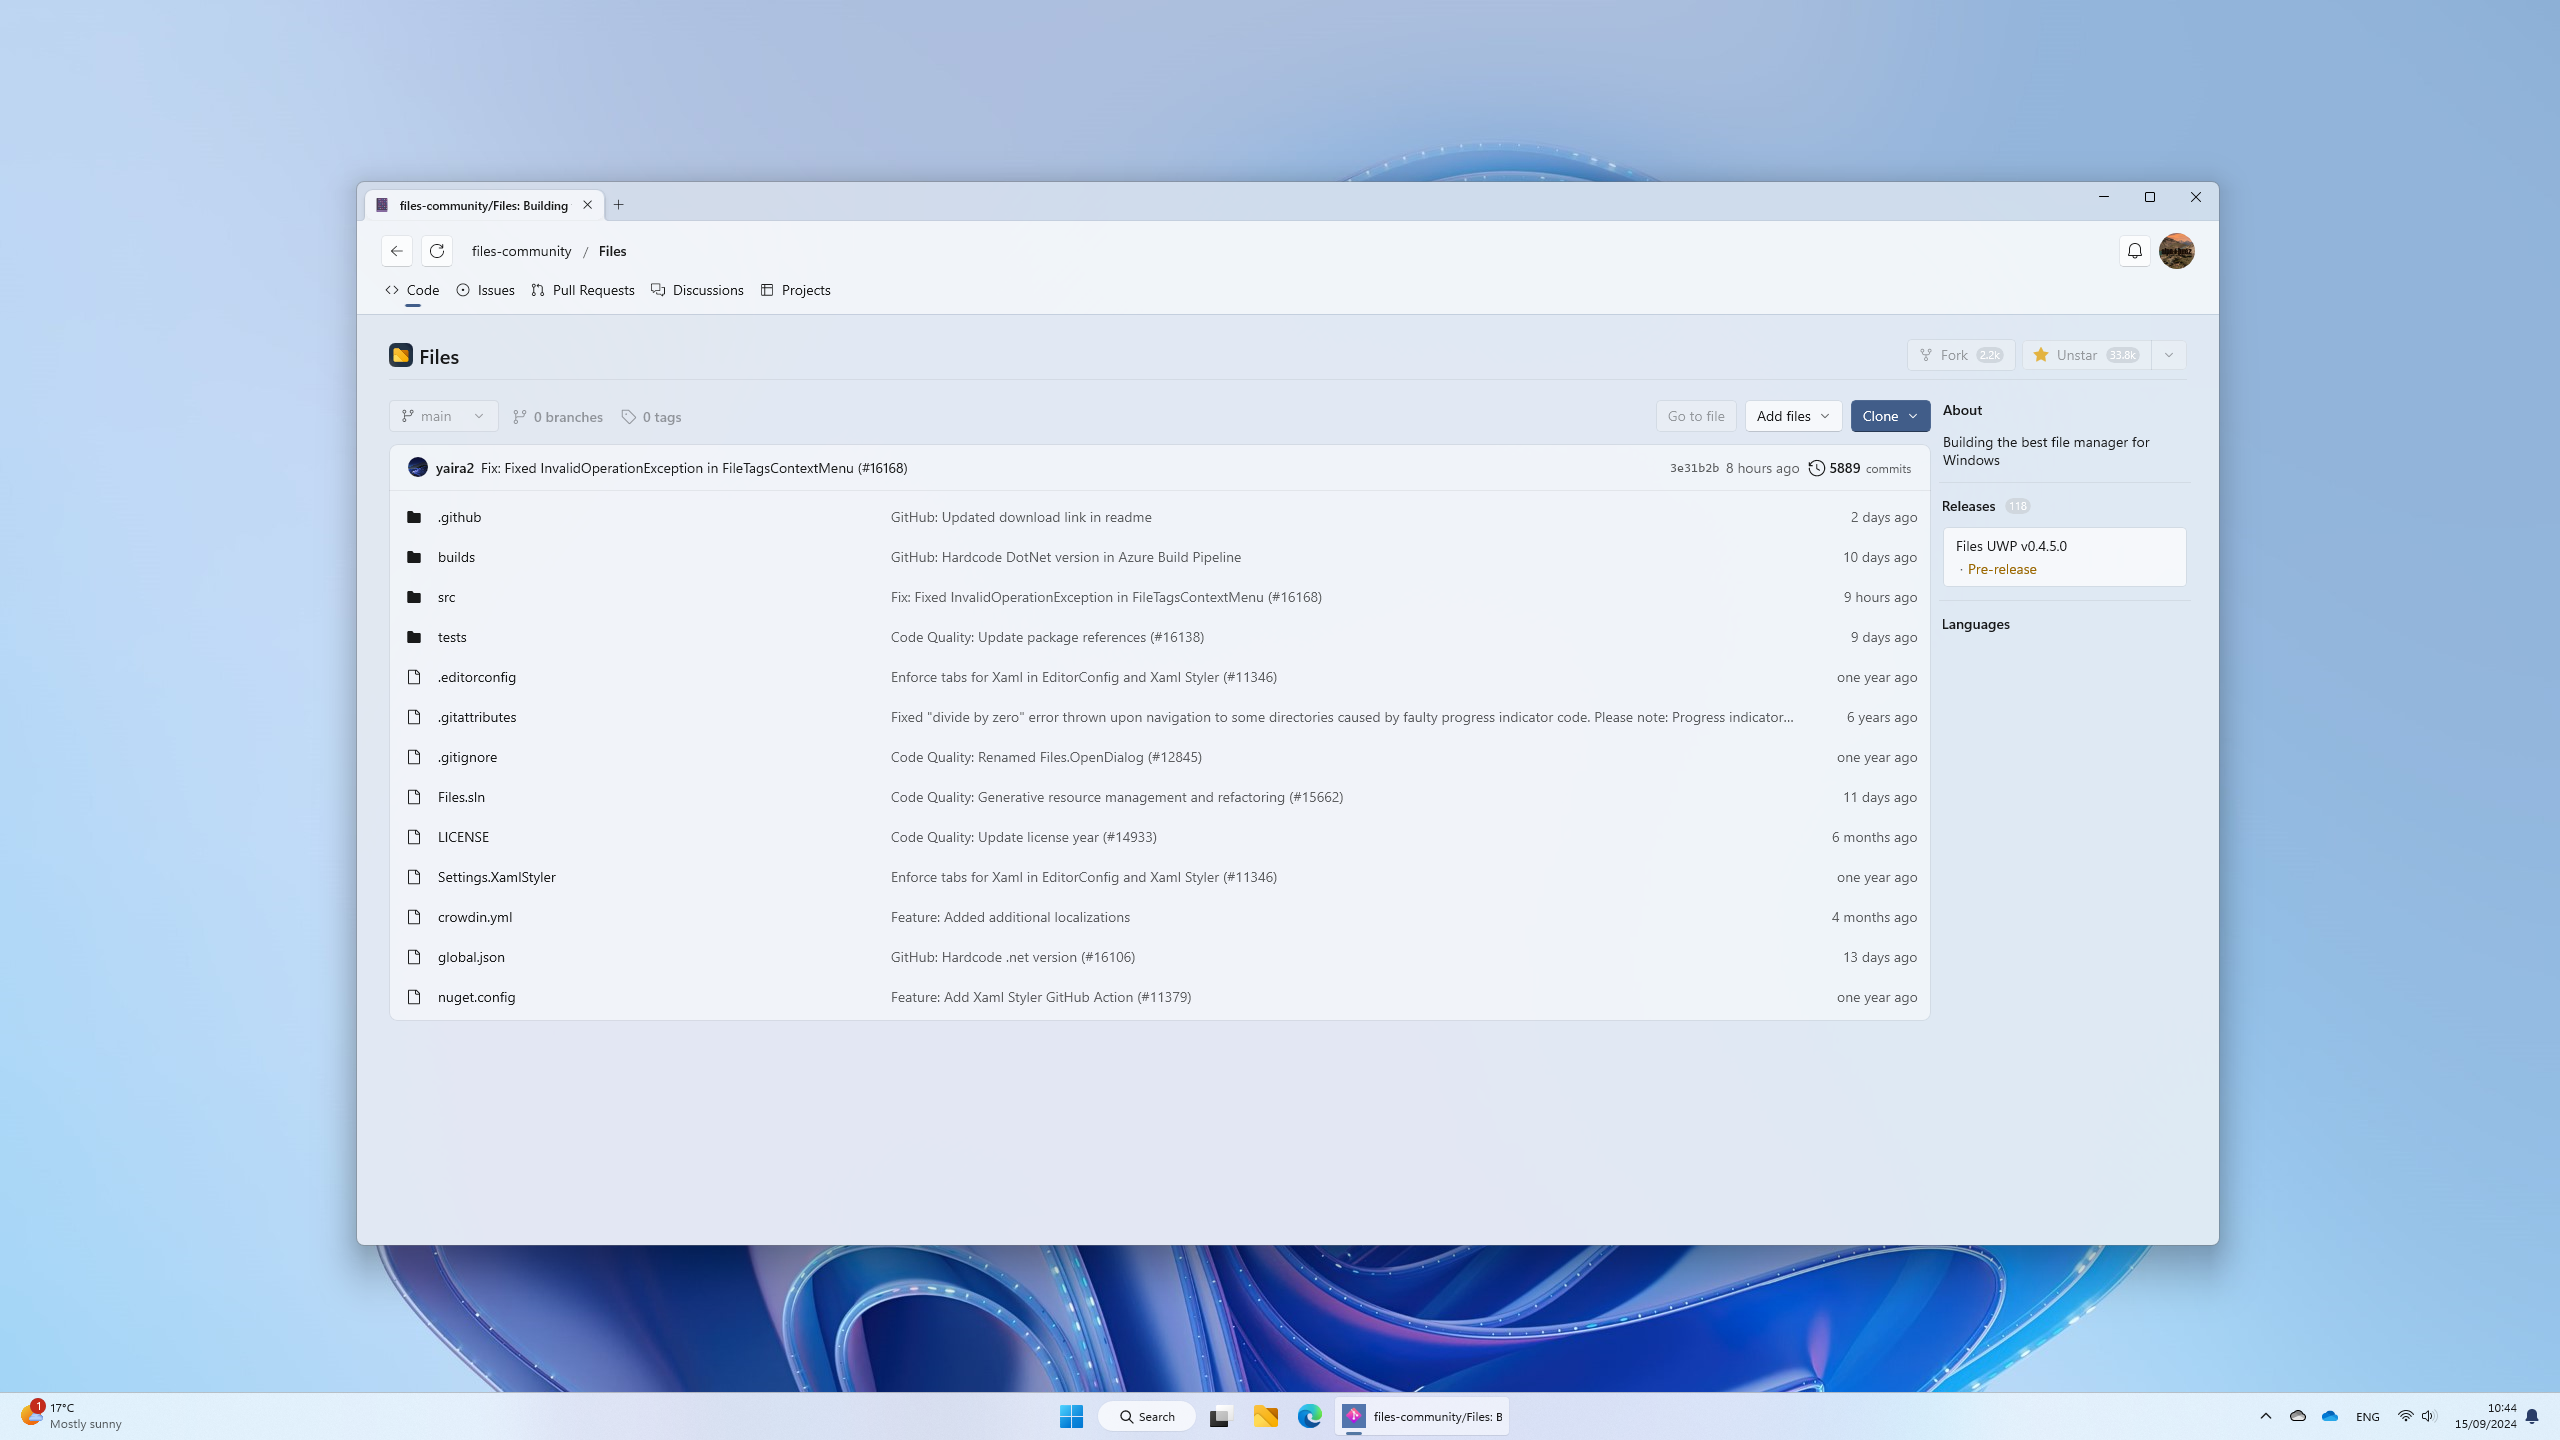 files-community/Files: Building
files-community / Files
Code Issues Pull Requests Discussions Projects
Files
Fork 2.2k Unstar 33.8k
main 0 branches 0 tags
Go to file Add files Clone
yaira2 Fix: Fixed InvalidOperationException in FileTagsContextMenu (#16168) 3e31b2b 8 hours ago 5889 commits
.github GitHub: Updated download link in readme 2 days ago
builds GitHub: Hardcode DotNet version in Azure Build Pipeline 10 days ago
src Fix: Fixed InvalidOperationException in FileTagsContextMenu (#16168) 9 hours ago
tests Code Quality: Update package references (#16138) 9 days ago
.editorconfig Enforce tabs for Xaml in EditorConfig and Xaml Styler (#11346) one year ago
.gitattributes Fixed "divide by zero" error thrown upon navigation to some directories caused by faulty progress indicator code. Please note: Progress indicator... 6 years ago
.gitignore Code Quality: Renamed Files.OpenDialog (#12845) one year ago
Files.sln Code Quality: Generative resource management and refactoring (#15662) 11 days ago
LICENSE Code Quality: Update license year (#14933) 6 months ago
Settings.XamlStyler Enforce tabs for Xaml in EditorConfig and Xaml Styler (#11346) one year ago
crowdin.yml Feature: Added additional localizations 4 months ago
global.json GitHub: Hardcode .net version (#16106) 13 days ago
nuget.config Feature: Add Xaml Styler GitHub Action (#11379) one year ago
About
Building the best file manager for
Windows
Releases 118
Files UWP v0.4.5.0
· Pre-release
Languages
1
17°C
Mostly sunny
Search
files-community/Files: B
ENG
10:44
15/09/2024